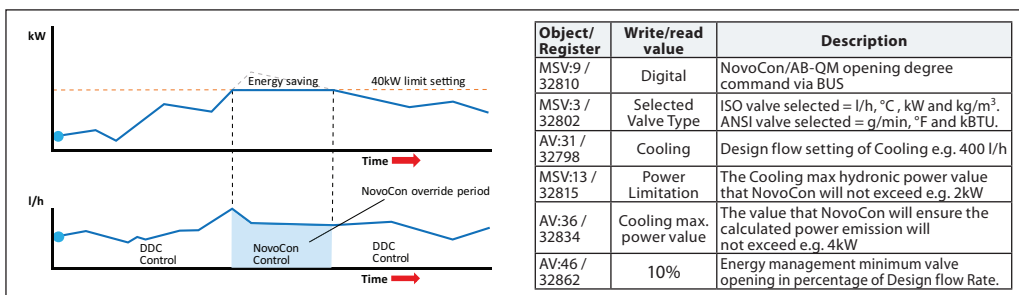 kW
Energy saving
40kW limit setting
Time
NovoCon override period
l/h
DDC
Control
NovoCon
Control
DDC
Control
Time
Object/
Register
Write/read
value
Description
MSV:9 /
32810
Digital
NovoCon/AB-QM opening degree
command via BUS
MSV:3 /
32802
Selected
Valve Type
ISO valve selected = l/h, °C , kW and kg/m³.
ANSI valve selected = g/min, °F and kBTU.
AV:31 /
32798
Cooling
Design flow setting of Cooling e.g. 400 l/h
MSV:13 /
32815
Power
Limitation
The Cooling max hydronic power value
that NovoCon will not exceed e.g. 2kW
AV:36 /
32834
Cooling max.
power value
The value that NovoCon will ensure the
calculated power emission will
not exceed e.g. 4kW
AV:46 /
32862
10%
Energy management minimum valve
opening in percentage of Design flow Rate.